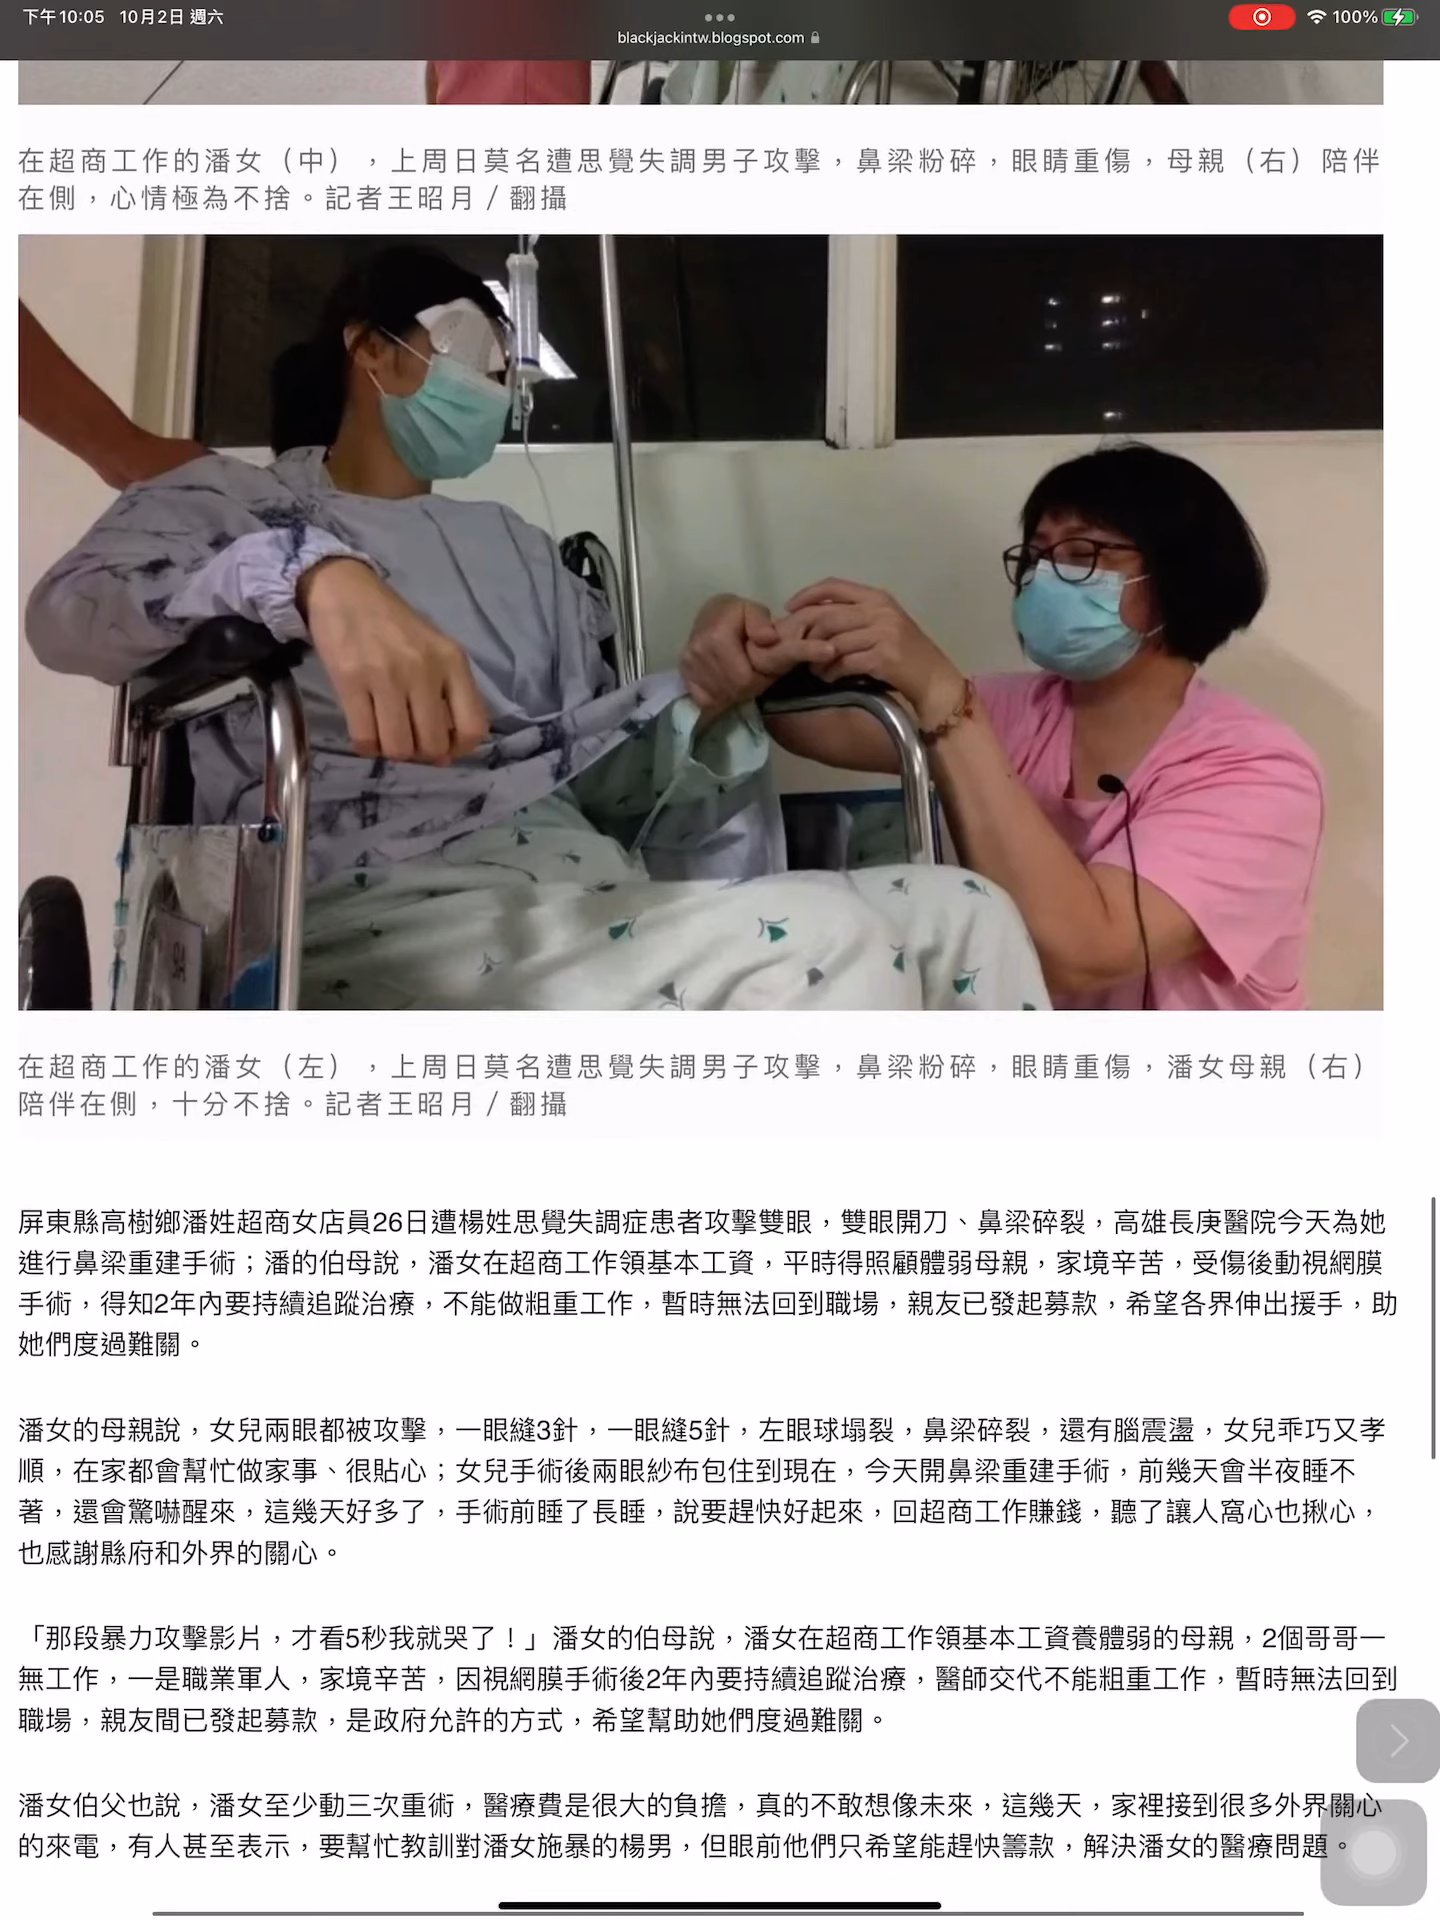 下午10:05 10月2日 週六
100%
blackjackintw.blogspot.com
在超商工作的潘女（中），上周日莫名遭思覺失調男子攻擊，鼻梁粉碎，眼睛重傷，母親（右）陪伴
在側，心情極為不捨。記者王昭月／翻攝
在超商工作的潘女（左），上周日莫名遭思覺失調男子攻擊，鼻梁粉碎，眼睛重傷，潘女母親（右）
陪伴在側，十分不捨。記者王昭月／翻攝
屏東縣高樹鄉潘姓超商女店員26日遭楊姓思覺失調症患者攻擊雙眼，雙眼開刀、鼻梁碎裂，高雄長庚醫院今天為她
進行鼻梁重建手術；潘的伯母說，潘女在超商工作領基本工資，平時得照顧體弱母親，家境辛苦，受傷後動視網膜
手術，得知2年內要持續追蹤治療，不能做粗重工作，暫時無法回到職場，親友已發起募款，希望各界伸出援手，助
她們度過難關。
潘女的母親說，女兒兩眼都被攻擊，一眼縫3針，一眼縫5針，左眼球塌裂，鼻梁碎裂，還有腦震盪，女兒乖巧又孝
順，在家都會幫忙做家事、很貼心；女兒手術後兩眼紗布包住到現在，今天開鼻梁重建手術，前幾天會半夜睡不
著，還會驚嚇醒來，這幾天好多了，手術前睡了長睡，說要趕快好起來，回超商工作賺錢，聽了讓人窩心也揪心，
也感謝縣府和外界的關心。
「那段暴力攻擊影片，才看5秒我就哭了！」潘女的伯母說，潘女在超商工作領基本工資養體弱的母親，2個哥哥一
無工作，一是職業軍人，家境辛苦，因視網膜手術後2年內要持續追蹤治療，醫師交代不能粗重工作，暫時無法回到
職場，親友間已發起募款，是政府允許的方式，希望幫助她們度過難關。
潘女伯父也說，潘女至少動三次重術，醫療費是很大的負擔，真的不敢想像未來，這幾天，家裡接到很多外界關心
的來電，有人甚至表示，要幫忙教訓對潘女施暴的楊男，但眼前他們只希望能趕快籌款，解決潘女的醫療問題。